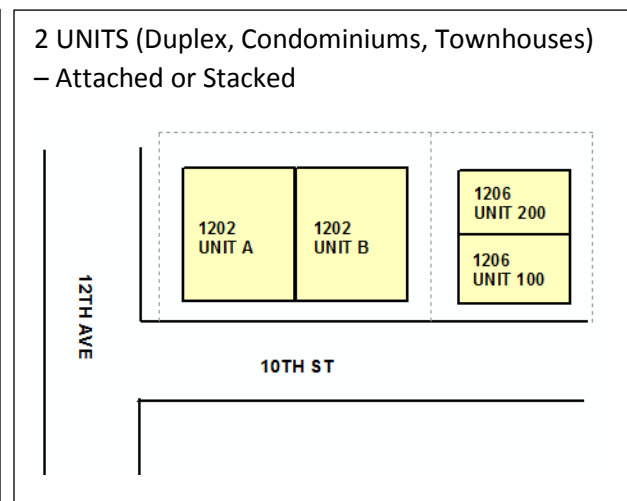 2 UNITS (Duplex, Condominiums, Townhouses)
– Attached or Stacked
1202
UNIT A
1202
UNIT B
1206
UNIT 200
1206
UNIT 100
12TH AVE
10TH ST